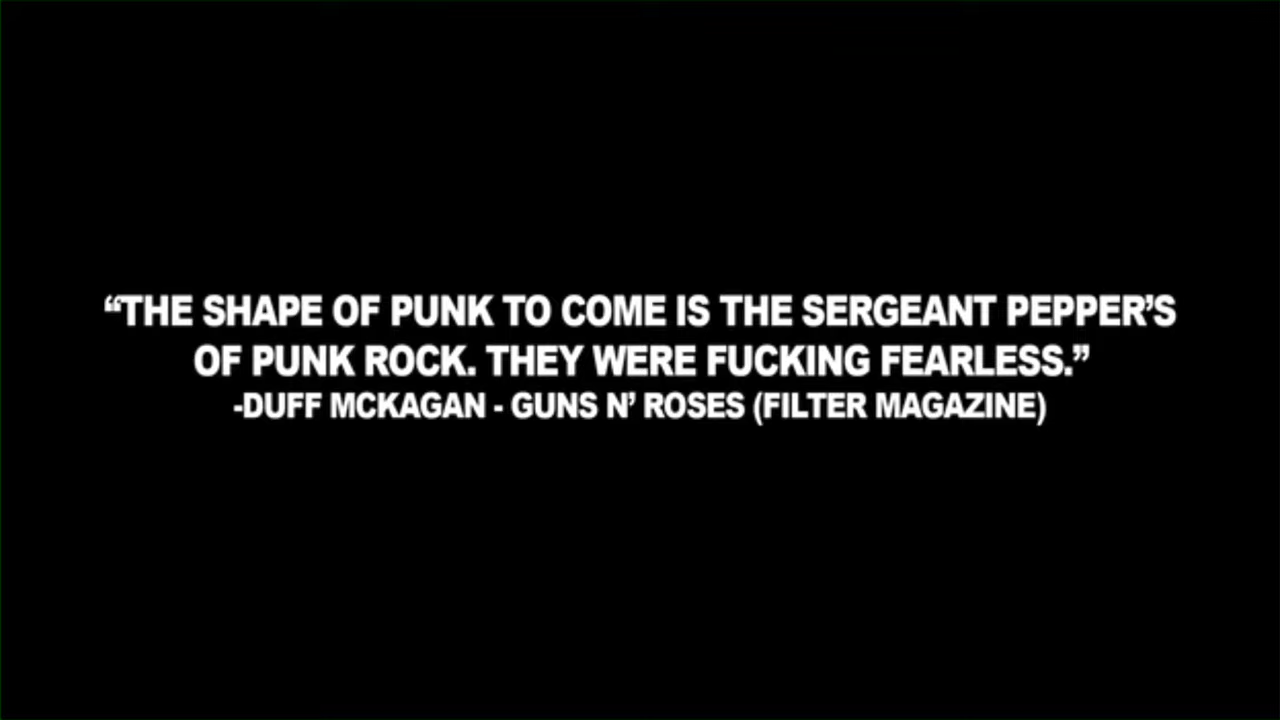 “THE SHAPE OF PUNK TO COME IS THE SERGEANT PEPPER’S
OF PUNK ROCK. THEY WERE FUCKING FEARLESS.”
-DUFF MCKAGAN - GUNS N’ ROSES (FILTER MAGAZINE)